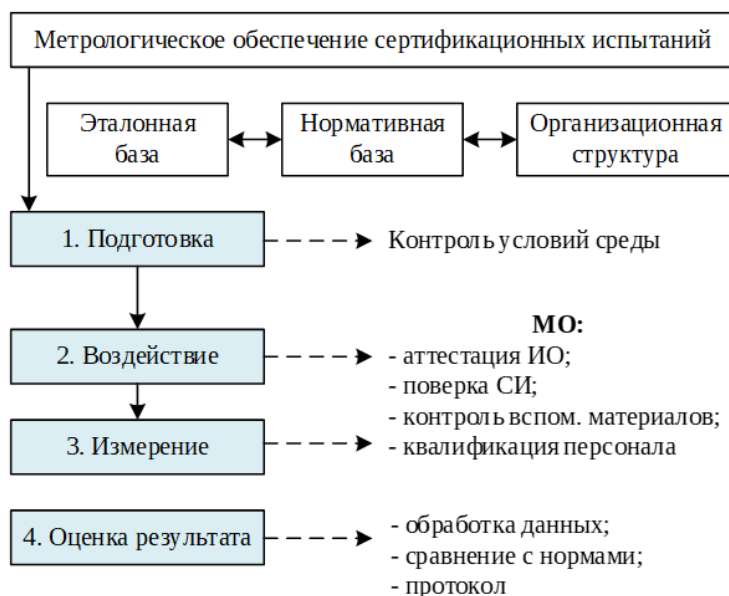 Метрологическое обеспечение сертификационных испытаний
Эталонная
база
Нормативная
база
Организационная
структура
1. Подготовка
Контроль условий среды
МО:
2. Воздействие
- аттестация ИО;
- поверка СИ;
- контроль вспом. материалов;
3. Измерение
- квалификация персонала
4. Оценка результата
- обработка данных;
- сравнение с нормами;
- протокол